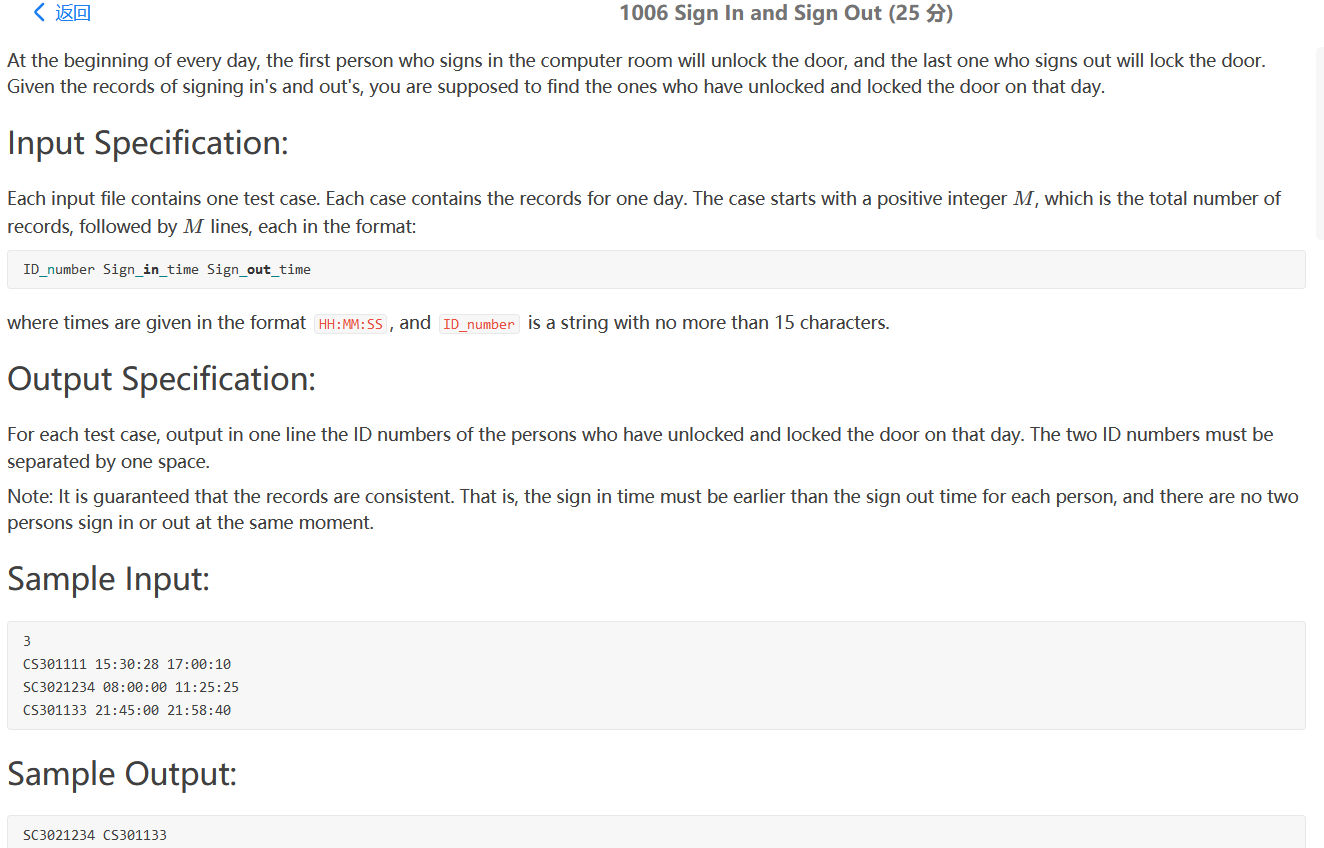 返回
1006 Sign In and Sign Out (25 分)
At the beginning of every day, the first person who signs in the computer room will unlock the door, and the last one who signs out will lock the door.
Given the records of signing in's and out's, you are supposed to find the ones who have unlocked and locked the door on that day.
Input Specification:
Each input file contains one test case. Each case contains the records for one day. The case starts with a positive integer M, which is the total number of
records, followed by M lines, each in the format:
ID_number Sign_in_time Sign_out_time
where times are given in the format HH:MM:SS, and ID_number is a string with no more than 15 characters.
Output Specification:
For each test case, output in one line the ID numbers of the persons who have unlocked and locked the door on that day. The two ID numbers must be
separated by one space.
Note: It is guaranteed that the records are consistent. That is, the sign in time must be earlier than the sign out time for each person, and there are no two
persons sign in or out at the same moment.
Sample Input:
3
CS301111 15:30:28 17:00:10
SC3021234 08:00:00 11:25:25
CS301133 21:45:00 21:58:40
Sample Output:
SC3021234 CS301133